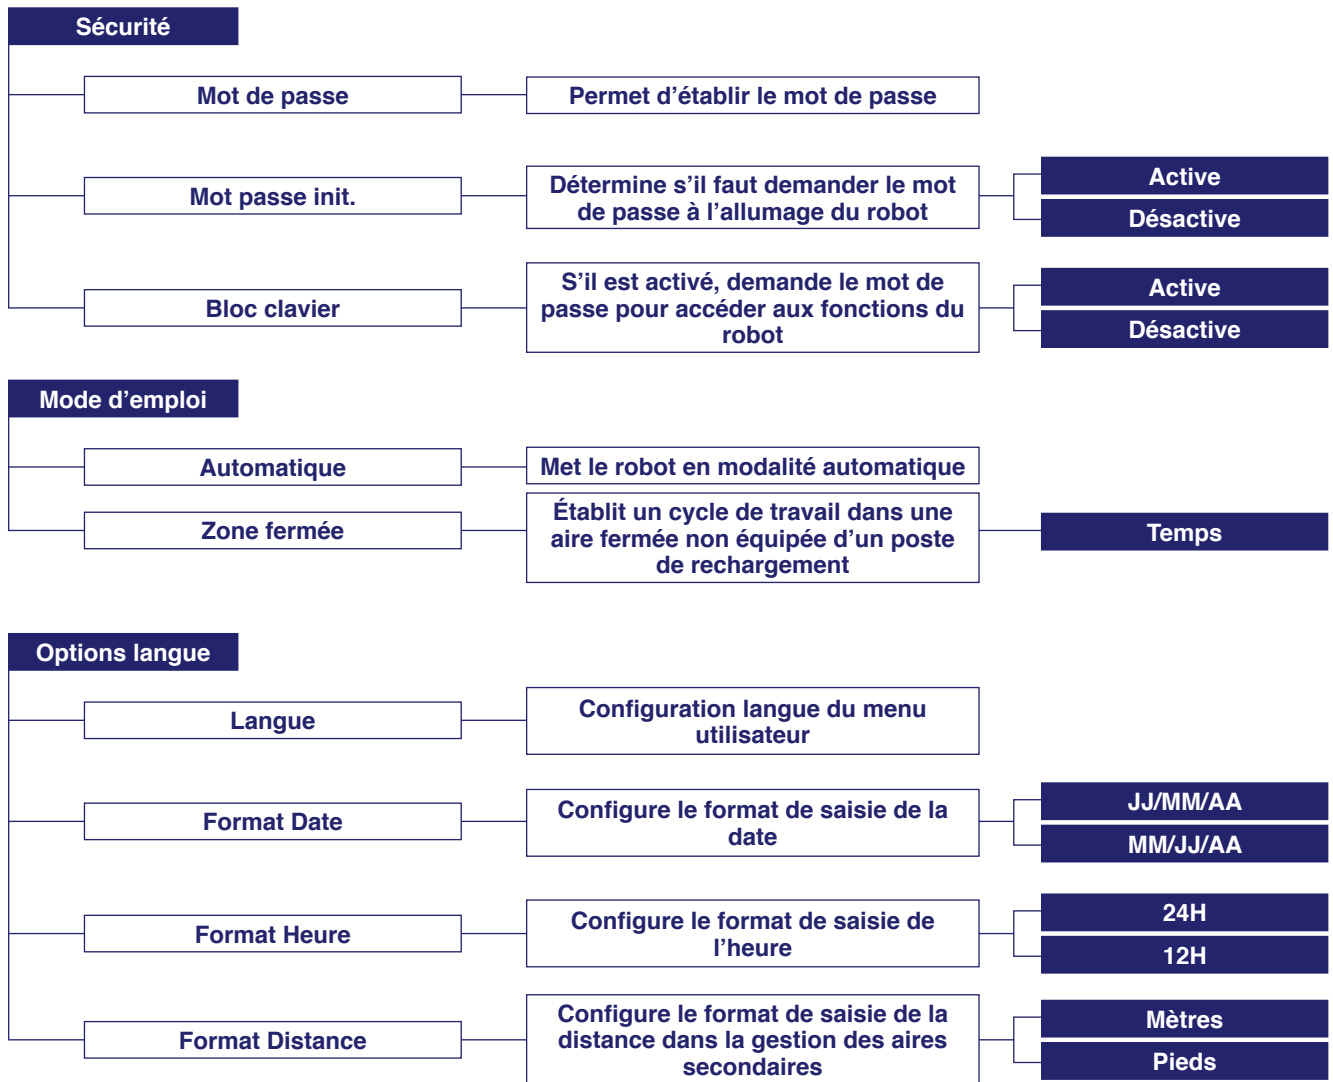 Sécurité
Mot de passe
Permet d'établir le mot de passe
Mot passe init.
Détermine s'il faut demander le mot
de passe à l'allumage du robot
Active
Désactive
Bloc clavier
S'il est activé, demande le mot de
passe pour accéder aux fonctions du
robot
Active
Désactive
Mode d'emploi
Automatique
Met le robot en modalité automatique
Zone fermée
Établit un cycle de travail dans une
aire fermée non équipée d'un poste
de rechargement
Temps
Options langue
Langue
Configuration langue du menu
utilisateur
Format Date
Configure le format de saisie de la
date
JJ/MM/AA
MM/JJ/AA
Format Heure
Configure le format de saisie de
l'heure
24H
12H
Format Distance
Configure le format de saisie de la
distance dans la gestion des aires
secondaires
Mètres
Pieds